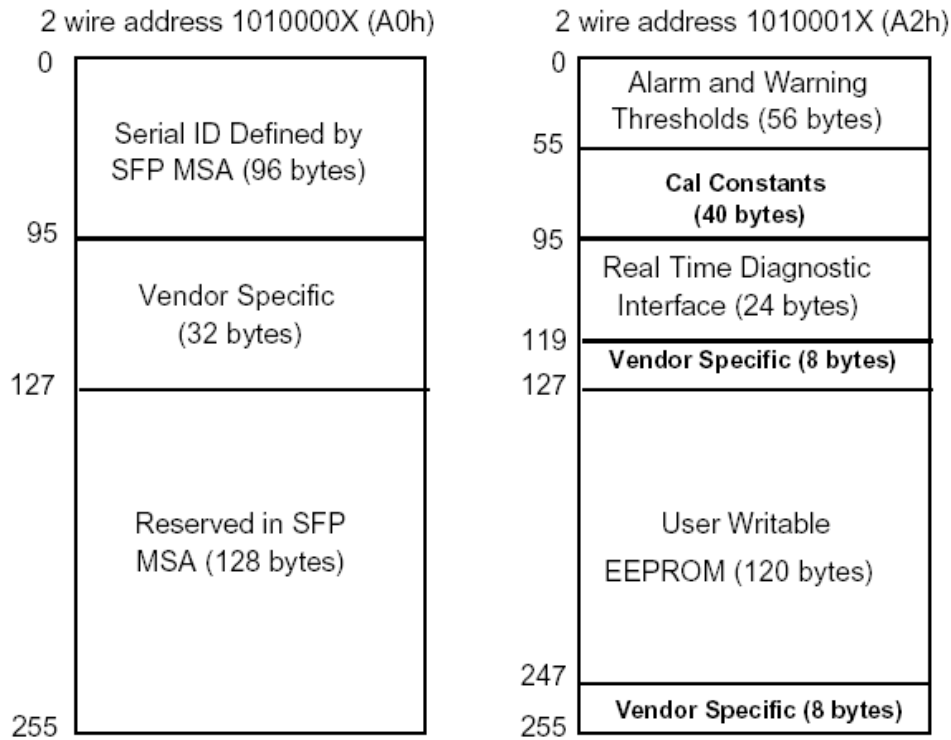 2 wire address 1010000X (A0h)
0
Serial ID Defined by
SFP MSA (96 bytes)
95
Vendor Specific
(32 bytes)
127
Reserved in SFP
MSA (128 bytes)
255
2 wire address 1010001X (A2h)
0
Alarm and Warning
Thresholds (56 bytes)
55
Cal Constants
(40 bytes)
95
Real Time Diagnostic
Interface (24 bytes)
119
Vendor Specific (8 bytes)
127
User Writable
EEPROM (120 bytes)
247
Vendor Specific (8 bytes)
255